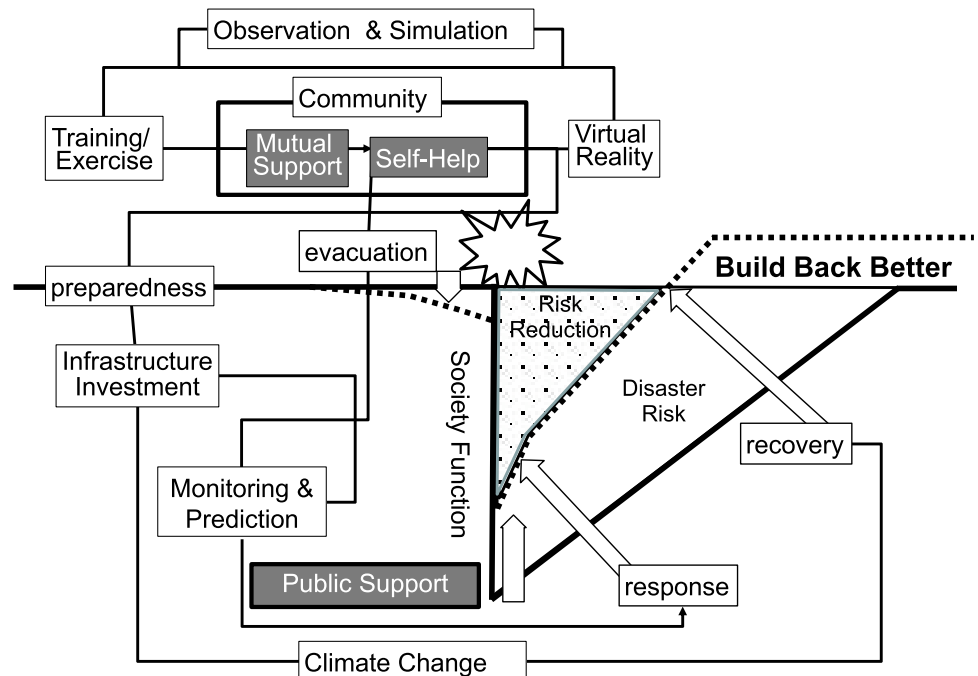 Observation & Simulation
Community
Training/
Exercise
Mutual
Support
Self-Help
Virtual
Reality
evacuation
Build Back Better
preparedness
Risk
Reduction
Infrastructure
Investment
Society Function
Disaster
Risk
recovery
Monitoring &
Prediction
Public Support
response
Climate Change